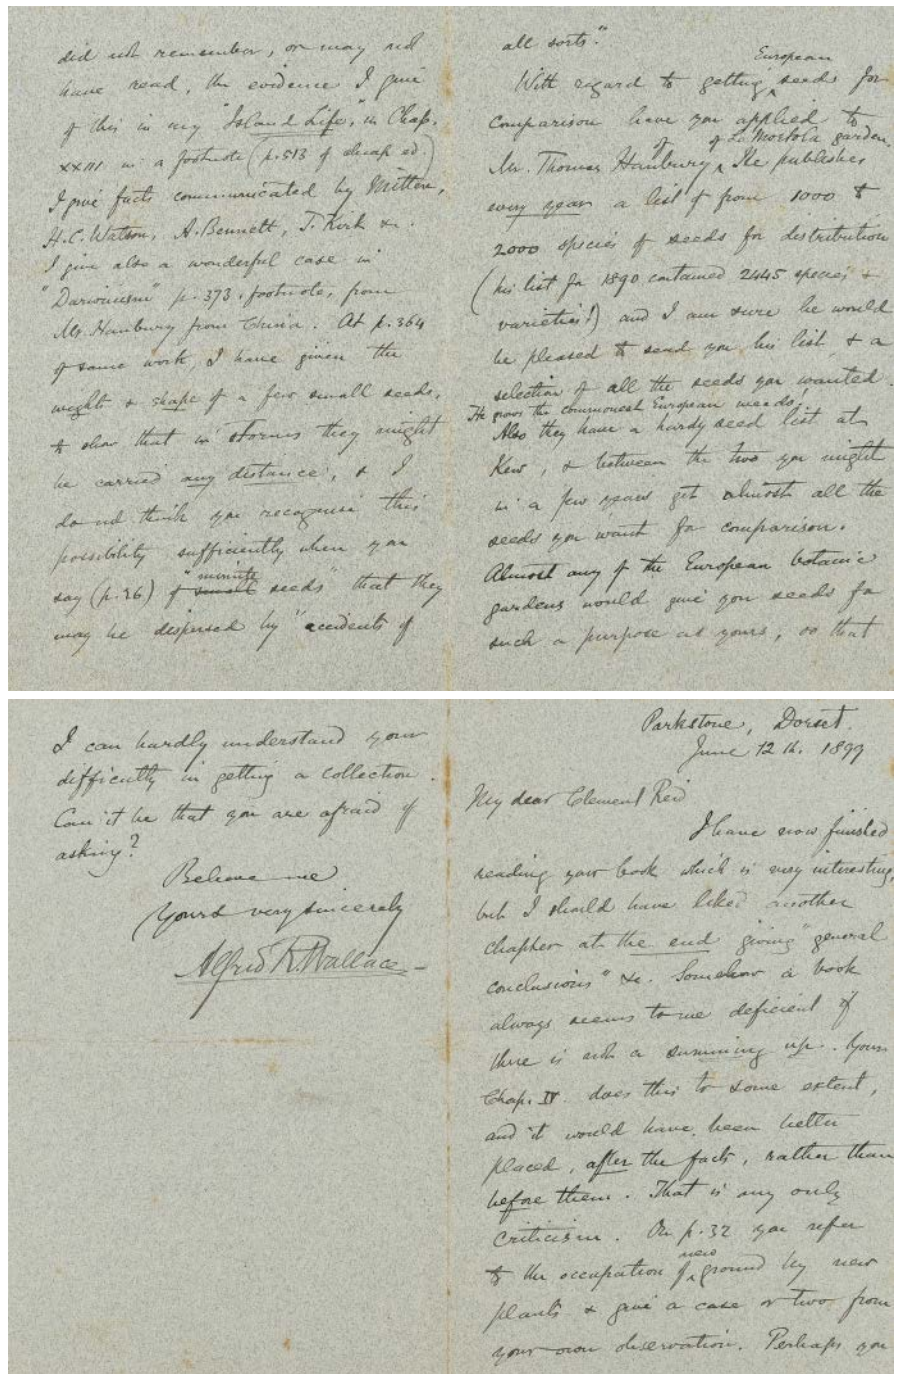 Parkstone, Dorset.
June 12th. 1899
My dear Clement Reid
I have now finished
reading your book which is very interesting,
but I should have liked another
chapter at the end giving "general
conclusions" &c. Somehow a book
always seems to me deficient if
there is not a summing up. Your
Chap. IV. does this to some extent,
and it would have been better
placed, after the facts, rather than
before them. That is my only
criticism. On p. 32 you refer
to the occupation of new ground by new
plants & give a case or two from
your own observation. Perhaps you
did not remember, or may not
have read, the evidence I give
of this in my "Island Life", in Chap.
XXIII in a footnote (p. 513 of cheap ed.)
I give facts communicated by Mitten,
H.C. Watson, A. Bennett, T. Kirk &c.
I give also a wonderful case in
"Darwinism" p. 373. footnote, from
Mr. Hanbury from China. At p. 364
of same work, I have given the
weight & shape of a few small seeds,
to show that in storms they might
be carried any distance, & I
do not think you recognise this
possibility sufficiently when you
say (p. 36) of "small minute seeds" that they
may be dispersed by "accidents of
all sorts".
With regard to getting European seeds for
comparison have you applied to
Mr. Thomas Hanbury of La Mortola garden. He publishes
every year a list of from 1000 to
2000 species of seeds for distribution
(his list for 1890 contained 2445 species &
varieties!) and I am sure he would
be pleased to send you his list & a
selection of all the seeds you wanted.
He grows the commonest European weeds.
Also they have a hardy seed list at
Kew, & between the two you might
in a few years get almost all the
seeds you want for comparison.
Almost any of the European botanic
gardens would give you seeds for
such a purpose as yours, so that
I can hardly understand your
difficulty in getting a collection.
Can it be that you are afraid of
asking?
Believe me
Yours very sincerely
Alfred R. Wallace